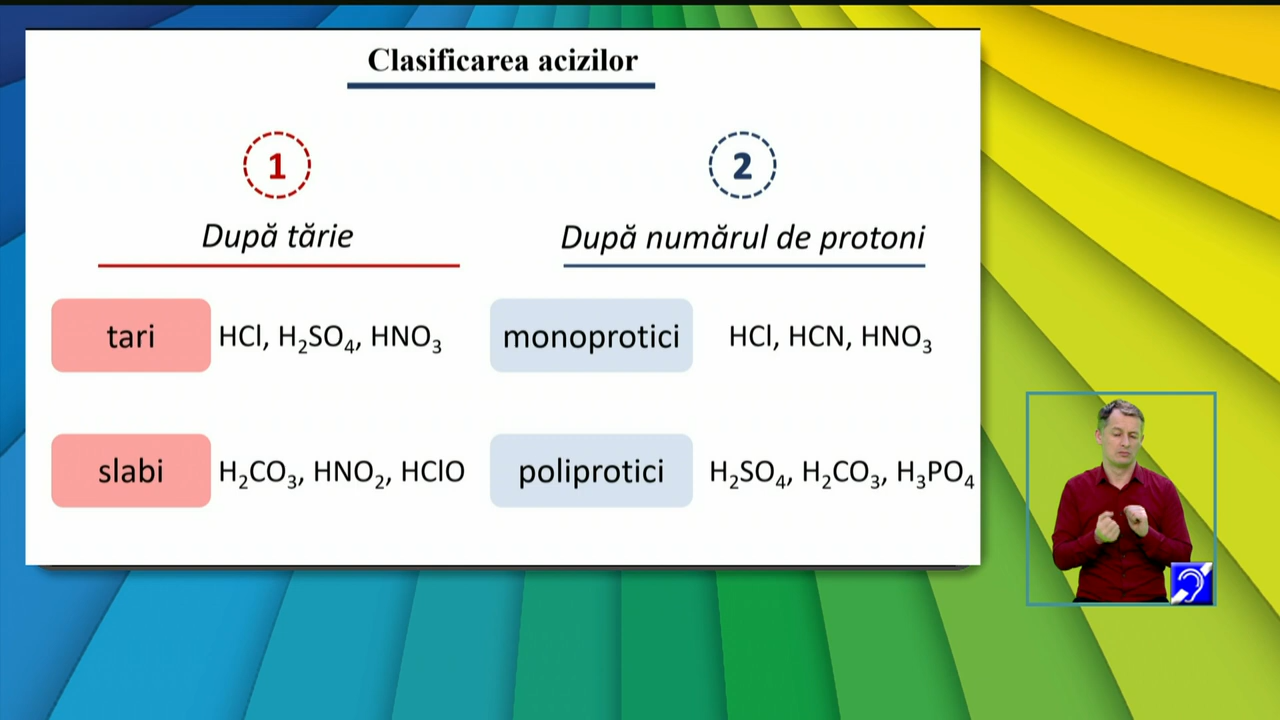 Clasificarea acizilor
1
După tărie
tari
HCl, H₂SO₄, HNO₃
slabi
H₂CO₃, HNO₂, HClO
2
După numărul de protoni
monoprotici
HCl, HCN, HNO₃
poliprotici
H₂SO₄, H₂CO₃, H₃PO₄